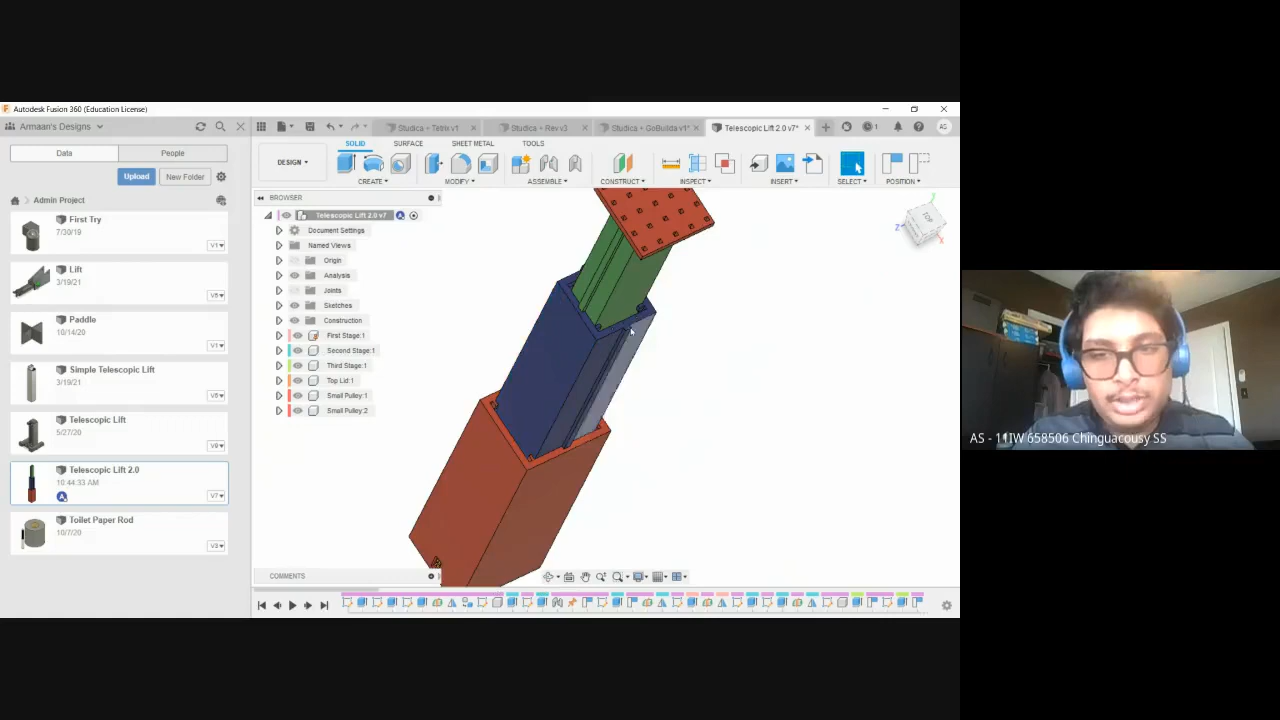 Autodesk Fusion 360 (Education License)
Armaan's Designs
Studica + Tetrix v1
Studica + Rev v3
Studica + GoBuilda v1*
Telescopic Lift 2.0 v7*
1
AS
Data
People
SOLID
SURFACE
SHEET METAL
TOOLS
DESIGN
CREATE
MODIFY
ASSEMBLE
CONSTRUCT
INSPECT
INSERT
SELECT
POSITION
Upload
New Folder
Admin Project
BROWSER
Telescopic Lift 2.0 v7
Document Settings
Named Views
Origin
Analysis
Joints
Sketches
Construction
First Stage:1
Second Stage:1
Third Stage:1
Top Lid:1
Small Pulley:1
Small Pulley:2
TOP
Z
X
Y
First Try
7/30/19
V1
Lift
3/19/21
Paddle
10/14/20
V1
Simple Telescopic Lift
3/19/21
Telescopic Lift
5/27/20
V9
Telescopic Lift 2.0
10:44:33 AM
V7
Toilet Paper Rod
10/7/20
V3
COMMENTS
AS - 11IW 658506 Chinguacousy SS